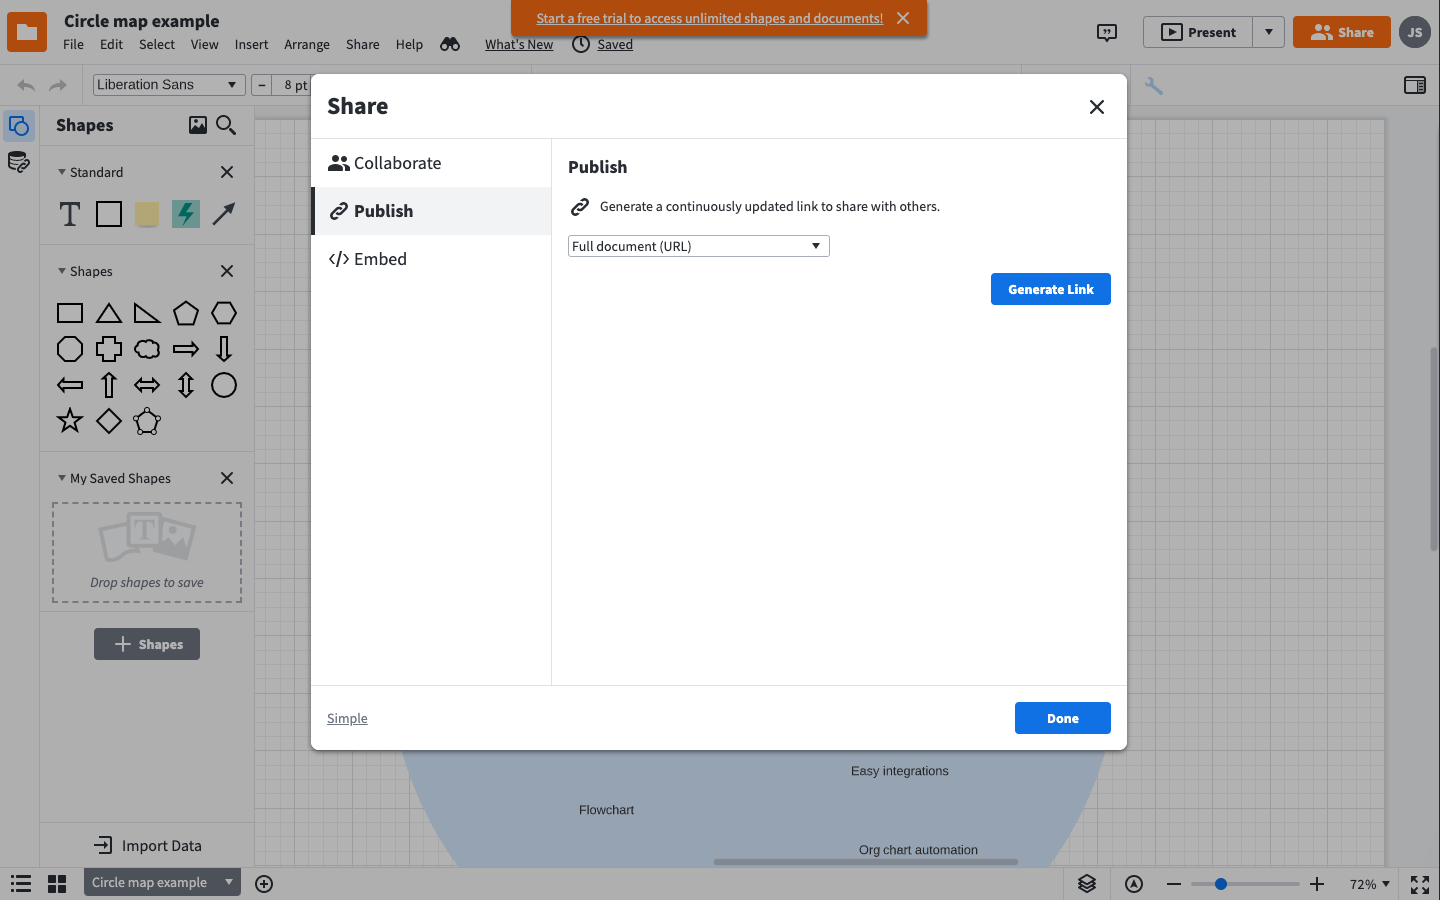 Circle map example
Start a free trial to access unlimited shapes and documents!
File Edit Select View Insert Arrange Share Help What's New Saved
Present
Share
JS
Liberation Sans
8 pt
Shapes
Standard
T
Shapes
My Saved Shapes
T
Drop shapes to save
Shapes
Import Data
Share
Collaborate
Publish
Embed
Publish
Generate a continuously updated link to share with others.
Full document (URL)
Generate Link
Simple
Done
Easy integrations
Flowchart
Org chart automation
Circle map example
72%